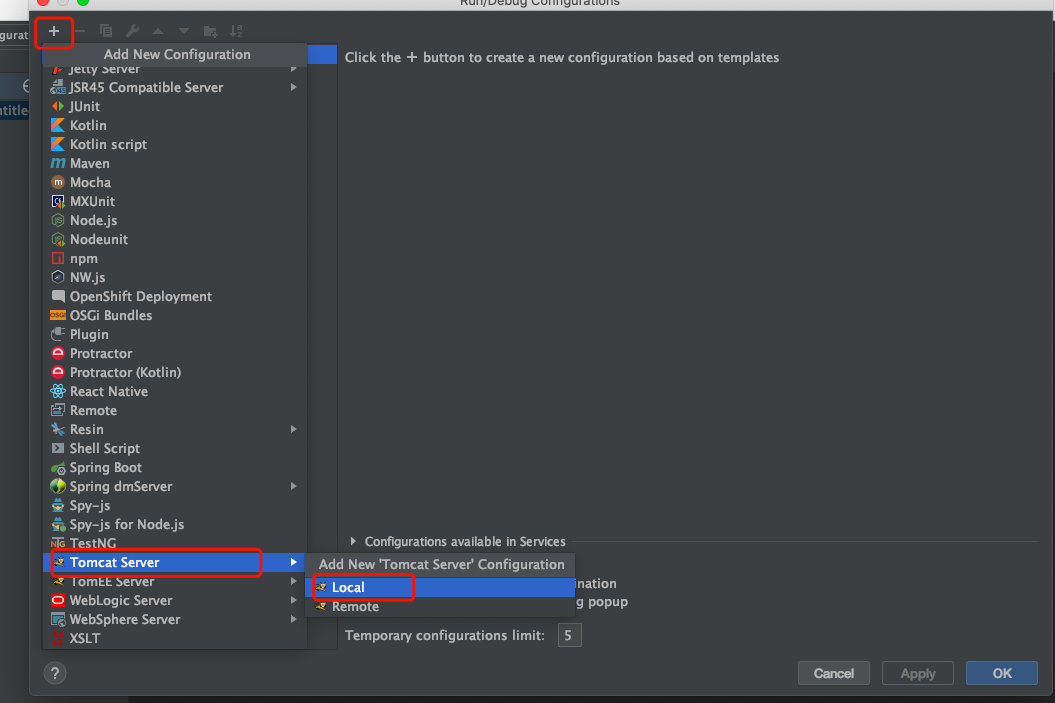 Run/Debug Configurations
gurat
Add New Configuration
Click the + button to create a new configuration based on templates
Jetty Server
JSR45 Compatible Server
JUnit
Kotlin
Kotlin script
Maven
Mocha
MXUnit
Node.js
Nodeunit
npm
NW.js
OpenShift Deployment
OSGi Bundles
Plugin
Protractor
Protractor (Kotlin)
React Native
Remote
Resin
Shell Script
Spring Boot
Spring dmServer
Spy-js
Spy-js for Node.js
TestNG
Tomcat Server
TomEE Server
WebLogic Server
WebSphere Server
XSLT
ntitle
Configurations available in Services
Add New 'Tomcat Server' Configuration
Local
Remote
ination
g popup
Temporary configurations limit: 5
?
Cancel
Apply
OK